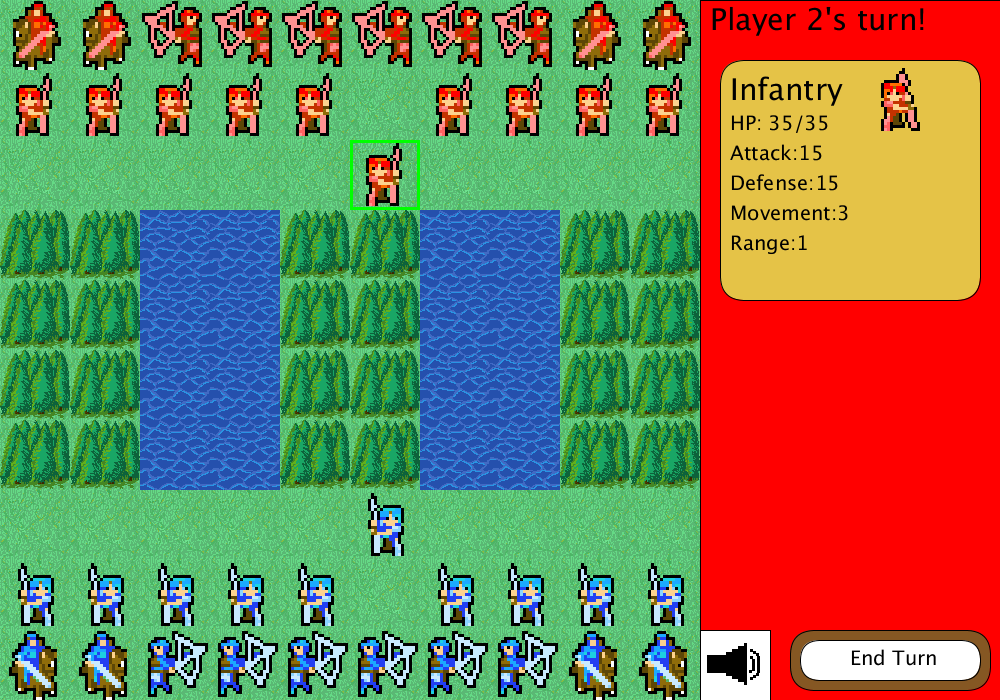 Player 2's turn!
Infantry
HP: 35/35
Attack:15
Defense:15
Movement:3
Range:1
End Turn